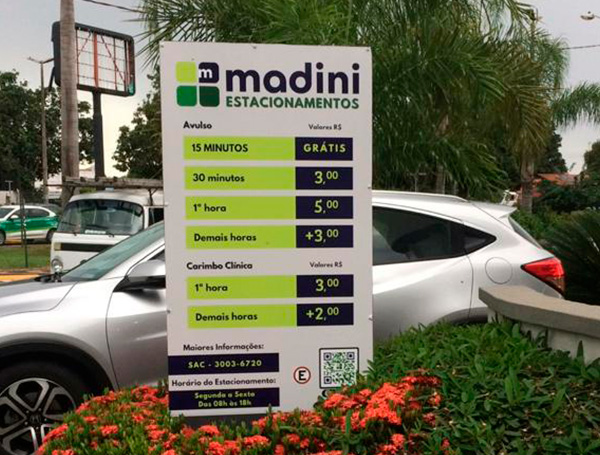 m madini
ESTACIONAMENTOS
Avulso Valores R$
15 MINUTOS GRÁTIS
30 minutos 3,00
1ª hora 5,00
Demais horas +3,00
Carimbo Clínica Valores R$
1ª hora 3,00
Demais horas +2,00
Maiores Informações:
SAC - 3003-6720
Horário do Estacionamento:
Segunda a Sexta
Das 08h às 18h
E